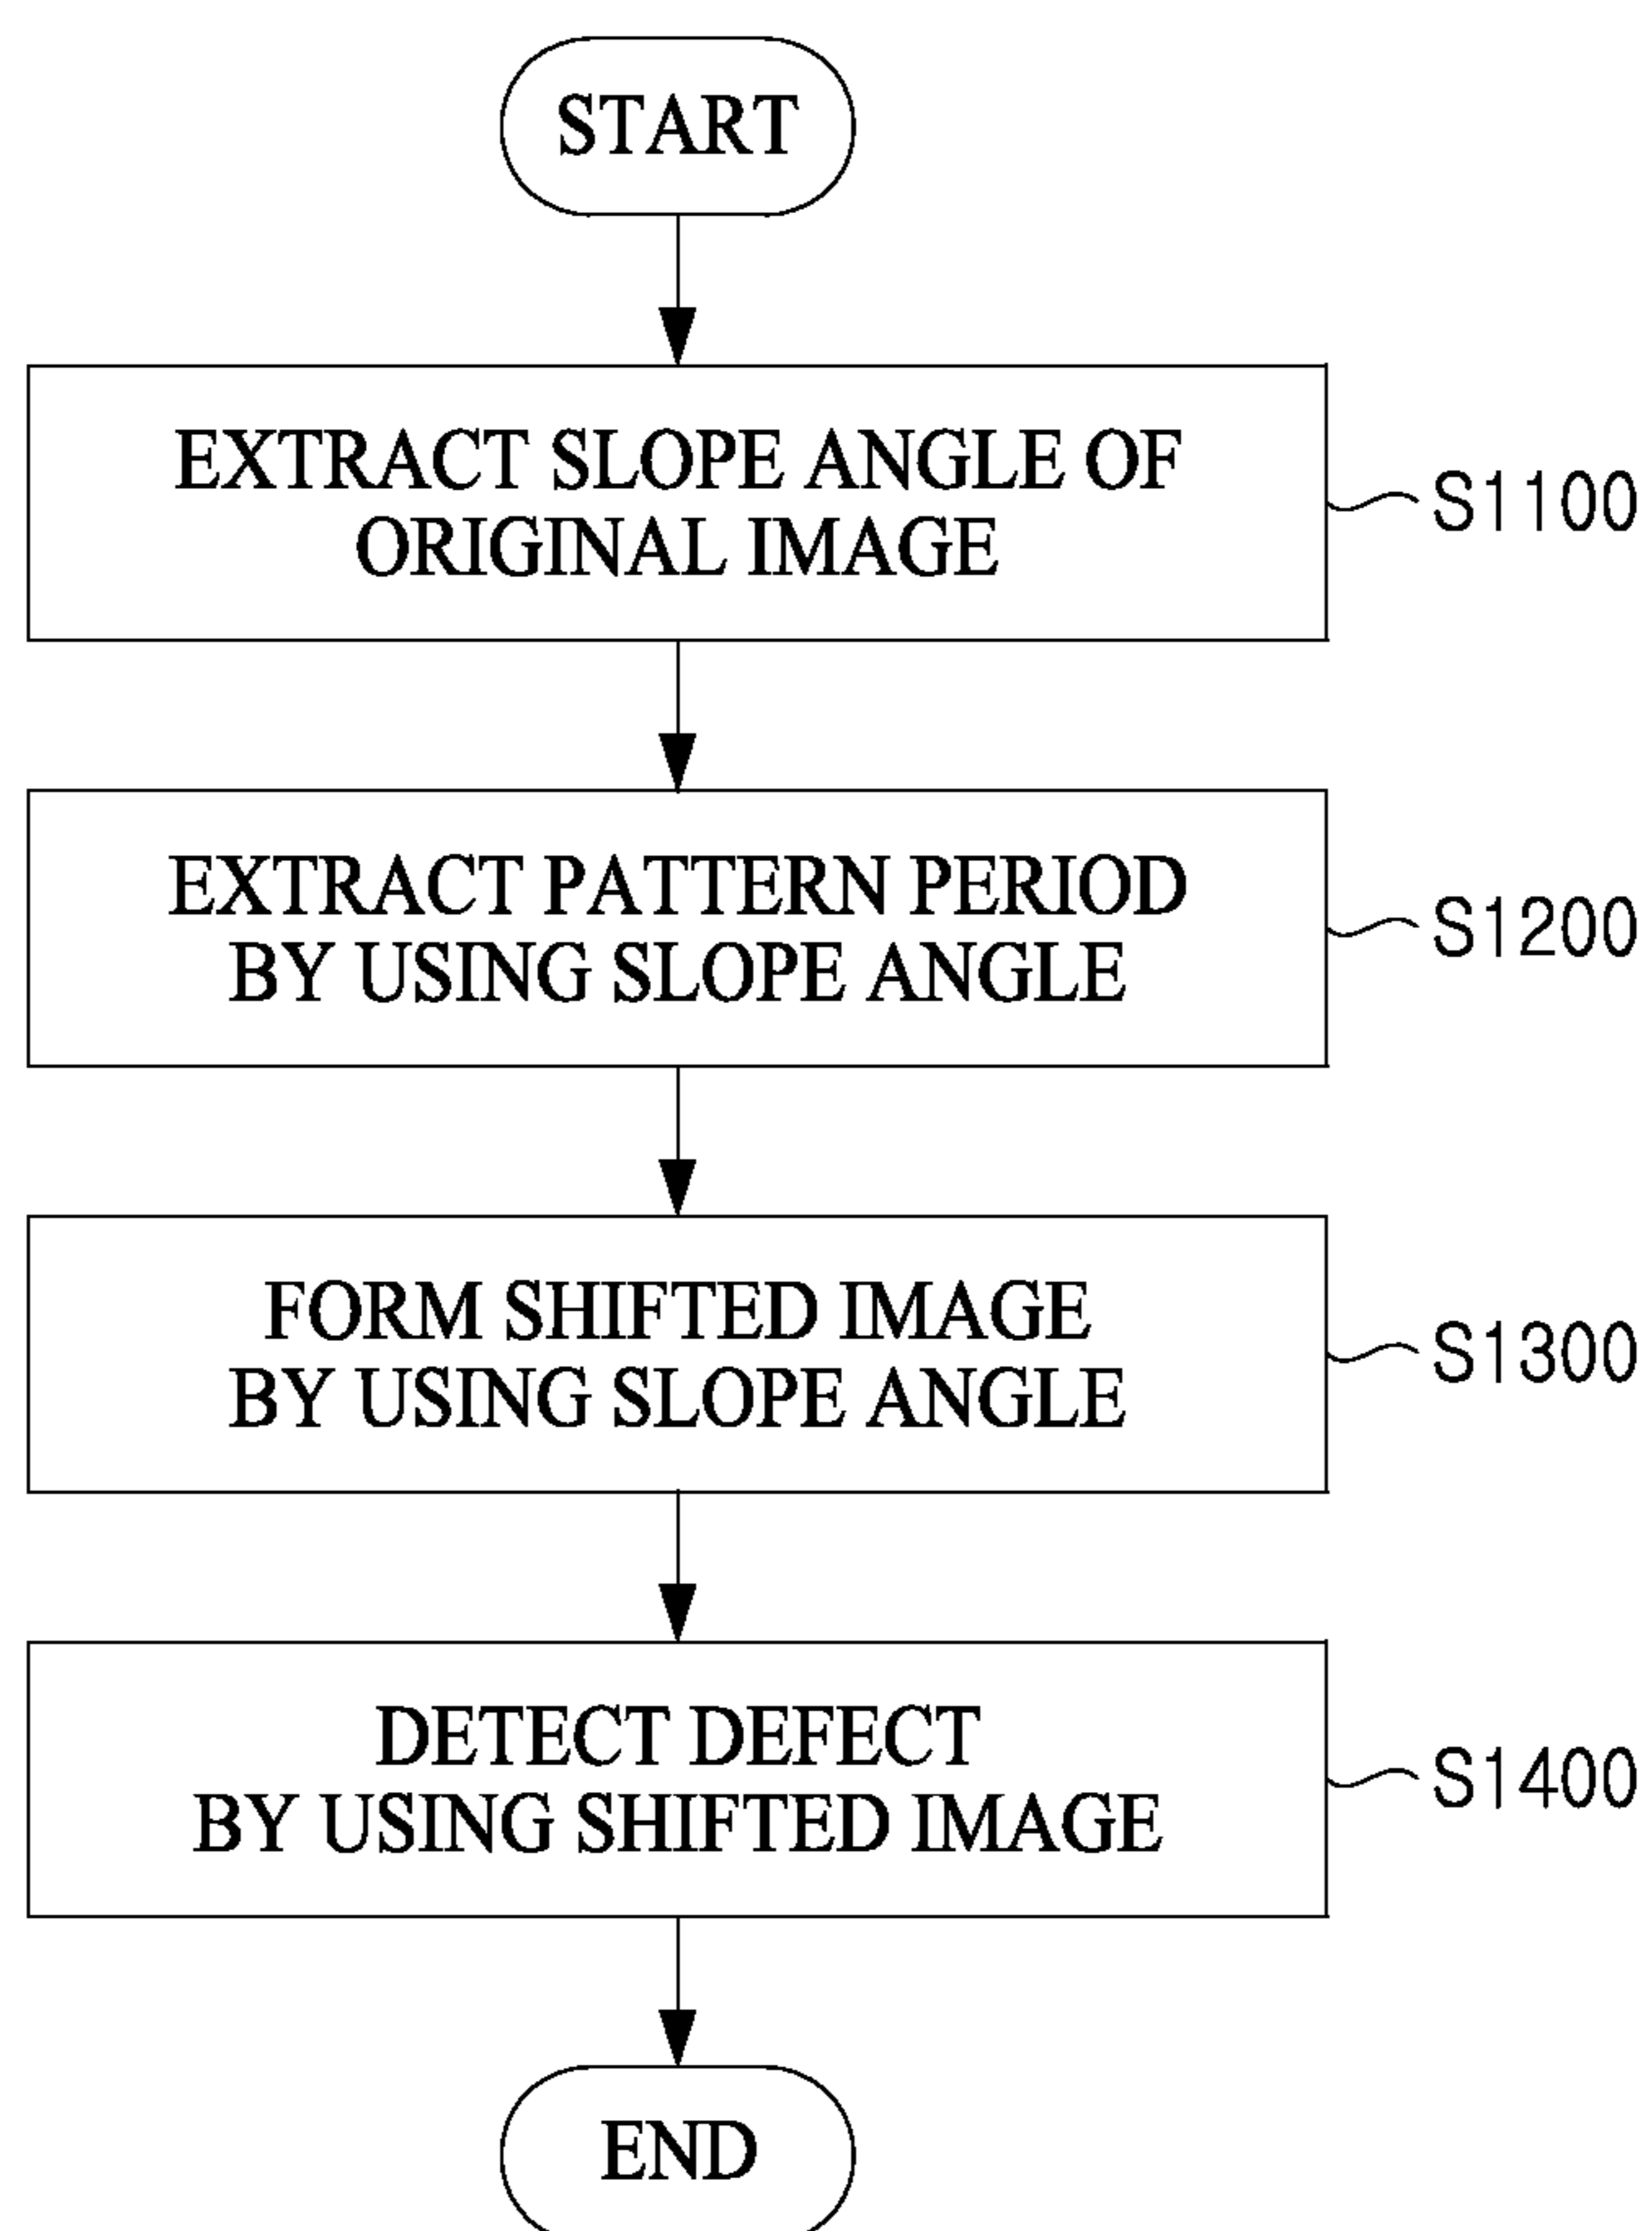 START
EXTRACT SLOPE ANGLE OF
ORIGINAL IMAGE
S1100
EXTRACT PATTERN PERIOD
BY USING SLOPE ANGLE
S1200
FORM SHIFTED IMAGE
BY USING SLOPE ANGLE
S1300
DETECT DEFECT
BY USING SHIFTED IMAGE
S1400
END